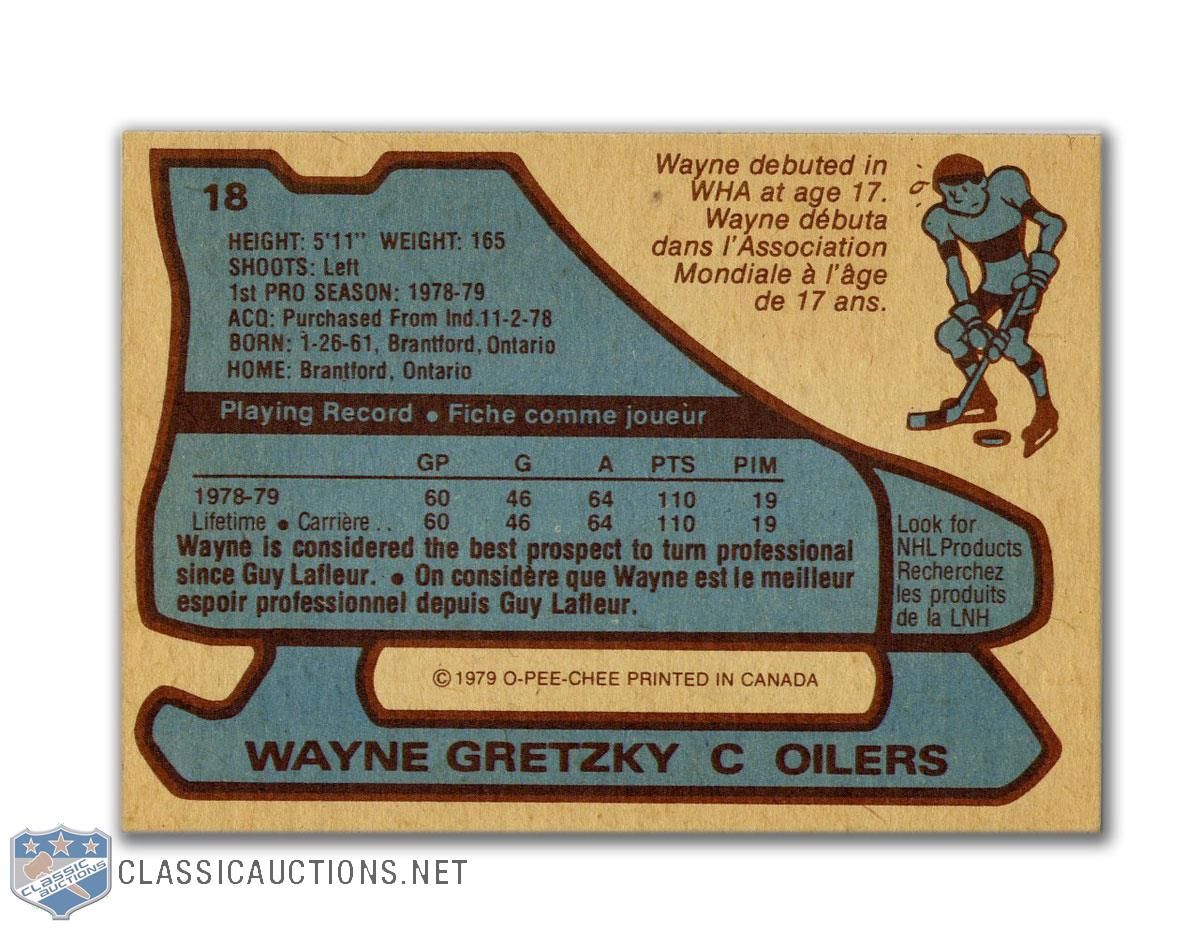 18
HEIGHT: 5'11" WEIGHT: 165
SHOOTS: Left
1st PRO SEASON: 1978-79
ACQ: Purchased From Ind.11-2-78
BORN: 1-26-61, Brantford, Ontario
HOME: Brantford, Ontario
Wayne debuted in
WHA at age 17.
Wayne débuta
dans l'Association
Mondiale à l'âge
de 17 ans.
Playing Record • Fiche comme joueur
GP G A PTS PIM
1978-79 60 46 64 110 19
Lifetime • Carrière .. 60 46 64 110 19
Wayne is considered the best prospect to turn professional
since Guy Lafleur. • On considère que Wayne est le meilleur
espoir professionnel depuis Guy Lafleur.
Look for
NHL Products
Recherchez
les produits
de la LNH
© 1979 O-PEE-CHEE PRINTED IN CANADA
WAYNE GRETZKY C OILERS
CLASSIC
AUCTIONS
CLASSICAUCTIONS.NET